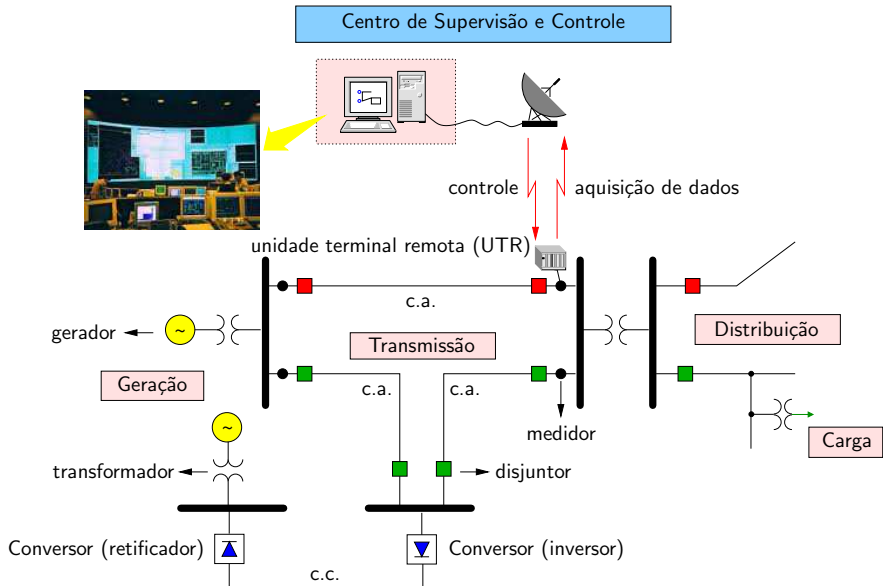 Centro de Supervisão e Controle
controle
aquisição de dados
unidade terminal remota (UTR)
c.a.
gerador
~
Transmissão
Distribuição
Geração
c.a.
c.a.
~
medidor
Carga
transformador
disjuntor
Conversor (retificador)
Conversor (inversor)
c.c.